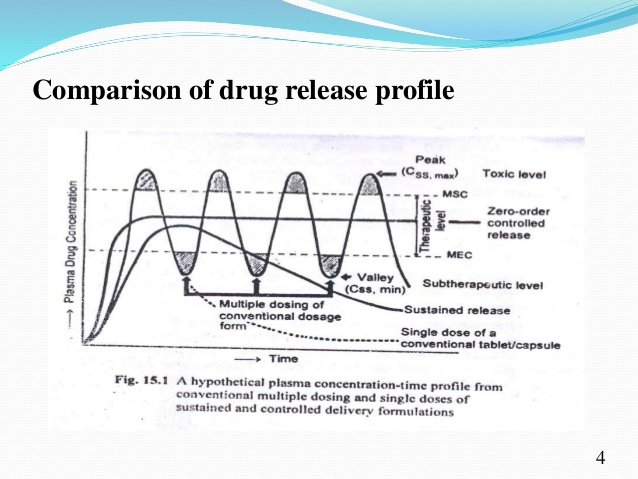 Comparison of drug release profile
Plasma Drug Concentration
Peak
(CSS, max)
Toxic level
MSC
Therapeutic
level
Zero-order
controlled
release
MEC
Valley
(Css, min)
Subtherapeutic level
Multiple dosing of
conventional dosage
form
Sustained release
Single dose of a
conventional tablet/capsule
Time
Fig. 15.1 A hypothetical plasma concentration-time profile from
conventional multiple dosing and single doses of
sustained and controlled delivery formulations
4